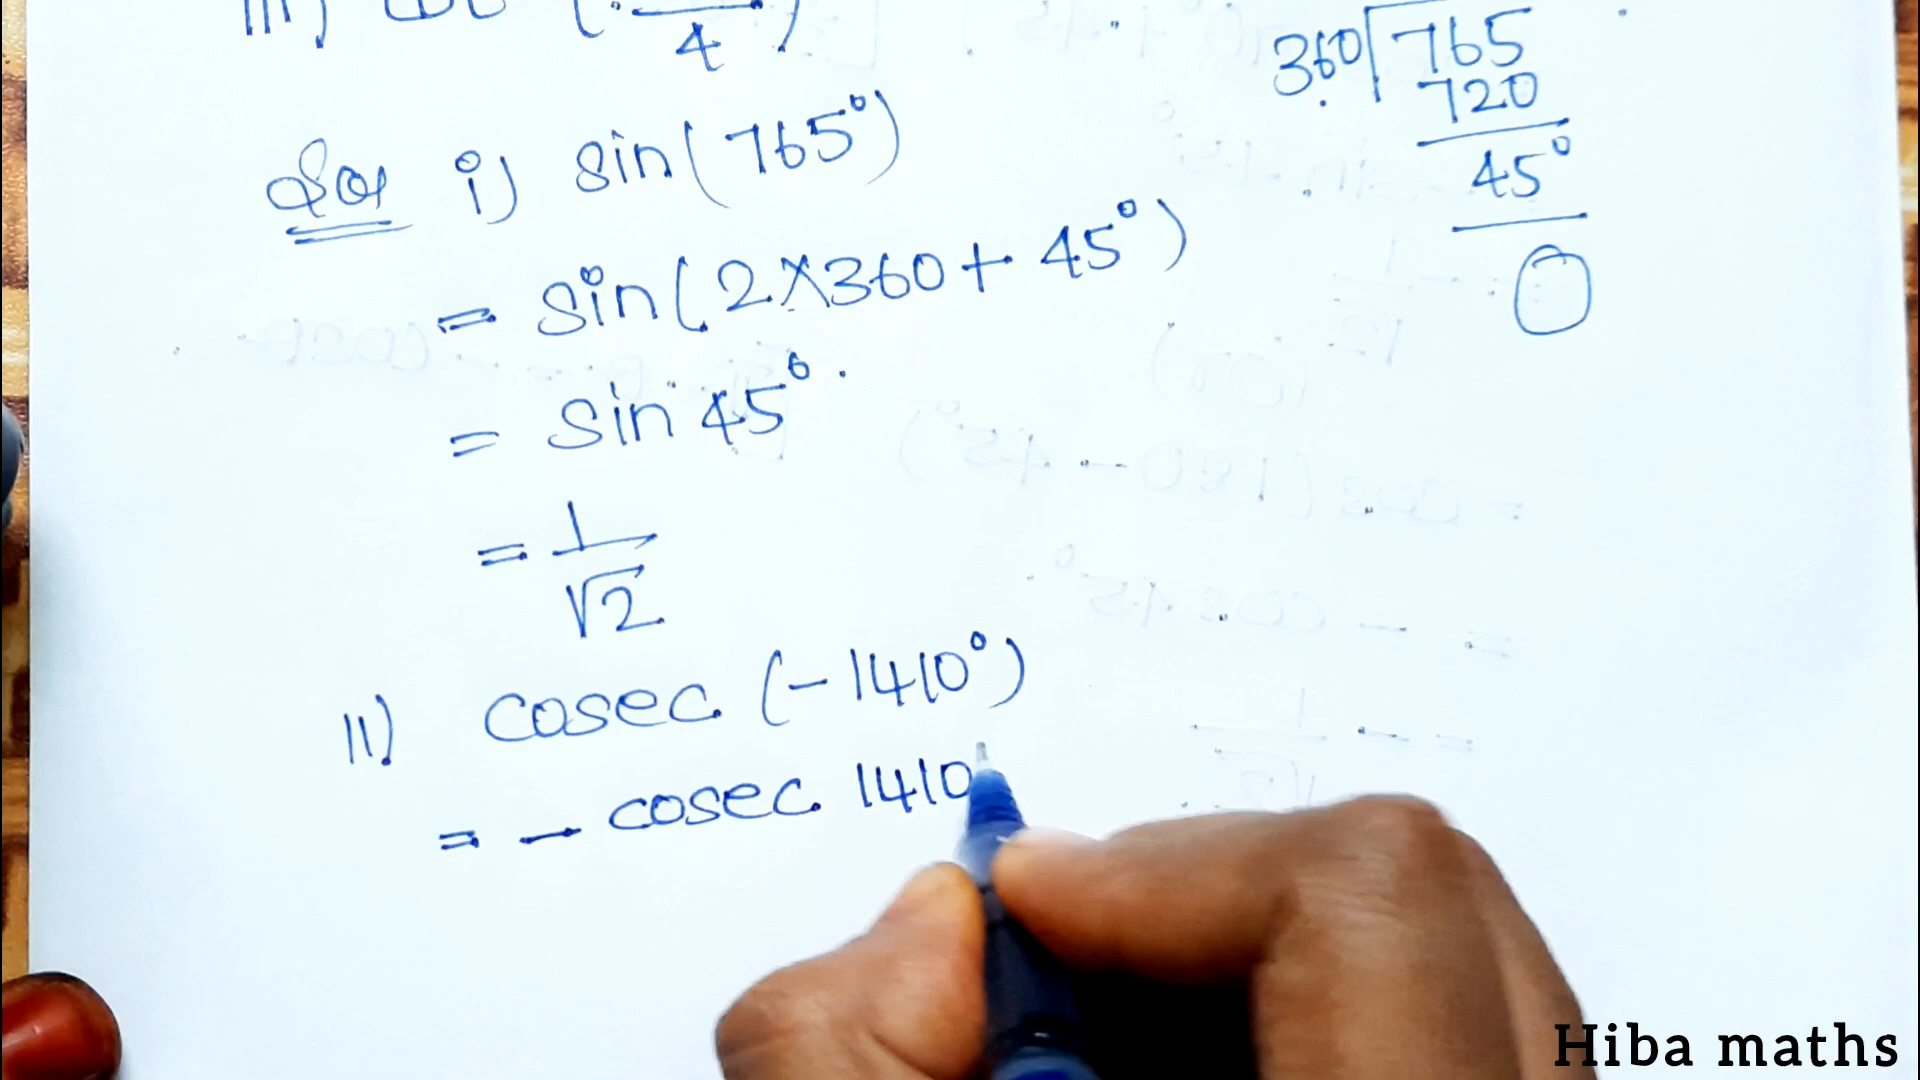 III)
4
360)765
720
45°
0
Sol i) sin(765°)
= sin(2×360+45°)
= sin 45°.
= 1
√2
II) cosec (-1410°)
= - cosec 1410
Hiba maths